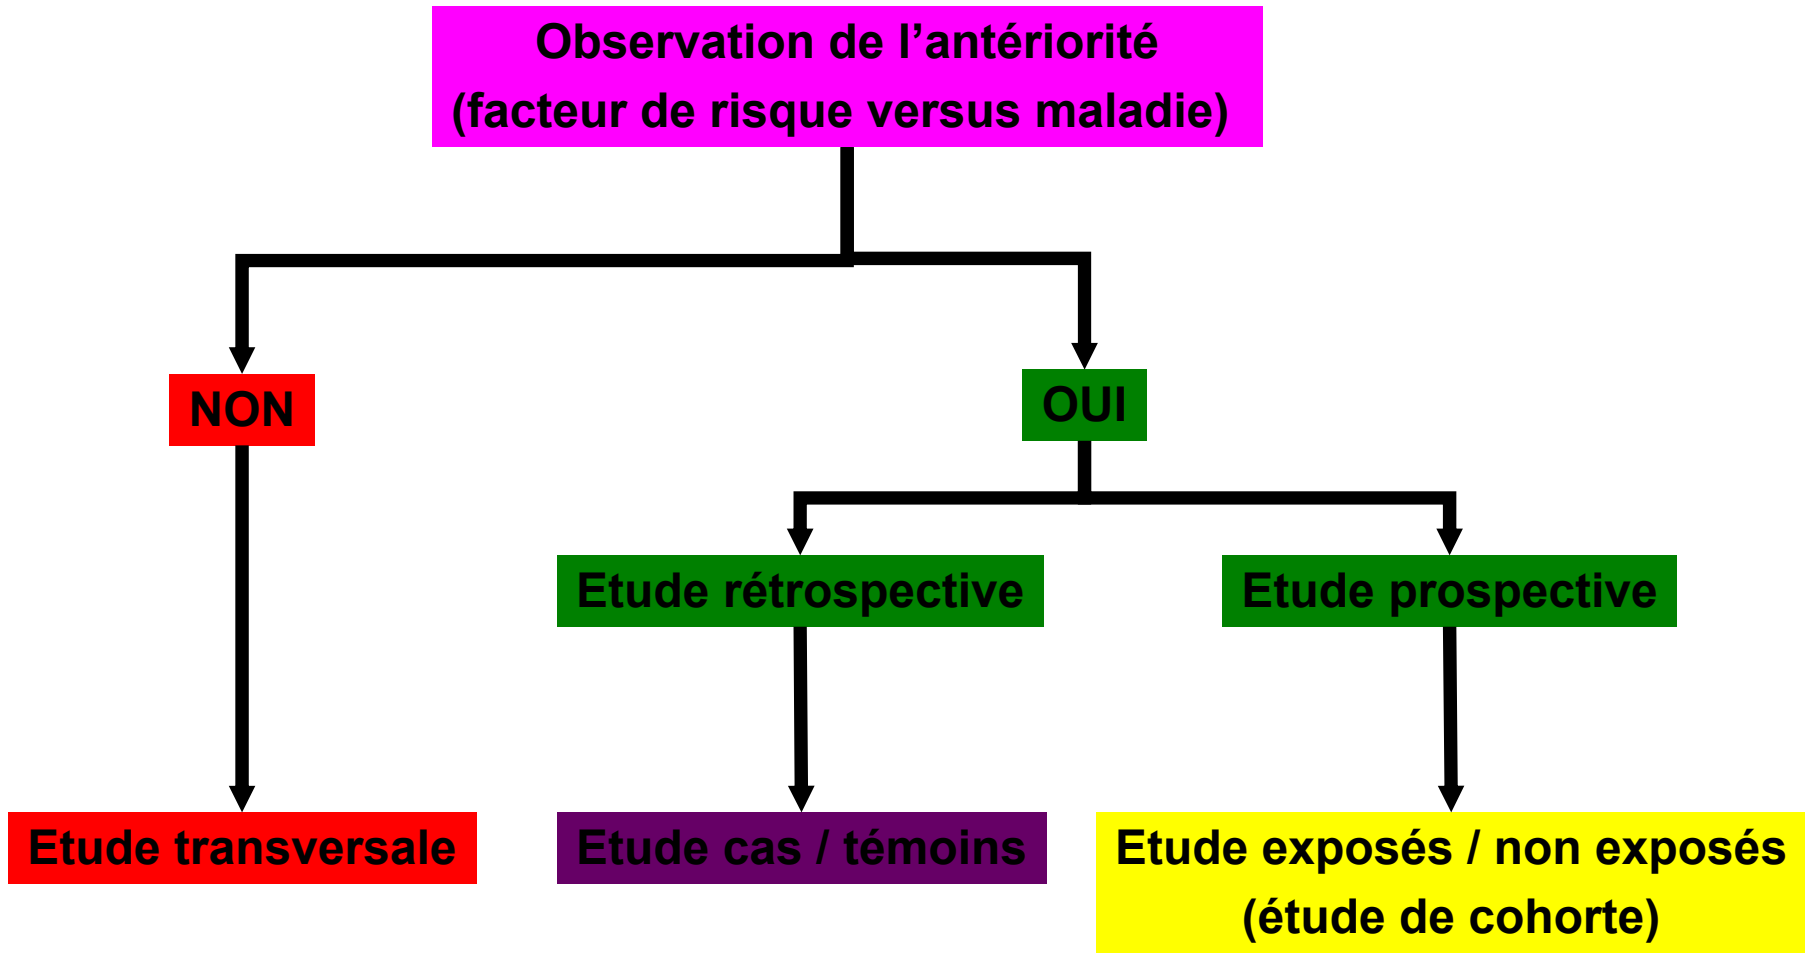 Observation de l’antériorité
(facteur de risque versus maladie)
NON
OUI
Etude rétrospective
Etude prospective
Etude transversale
Etude cas / témoins
Etude exposés / non exposés
(étude de cohorte)